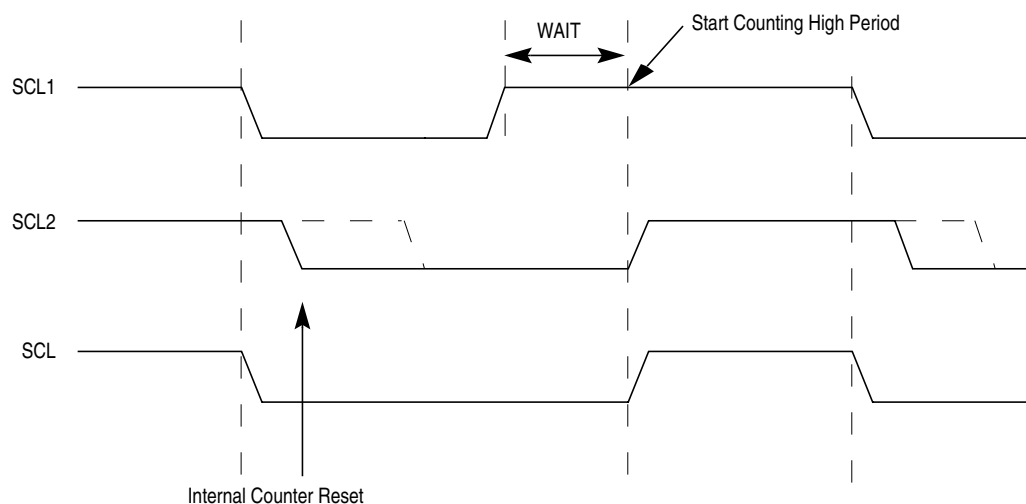 WAIT
Start Counting High Period
SCL1
SCL2
SCL
Internal Counter Reset